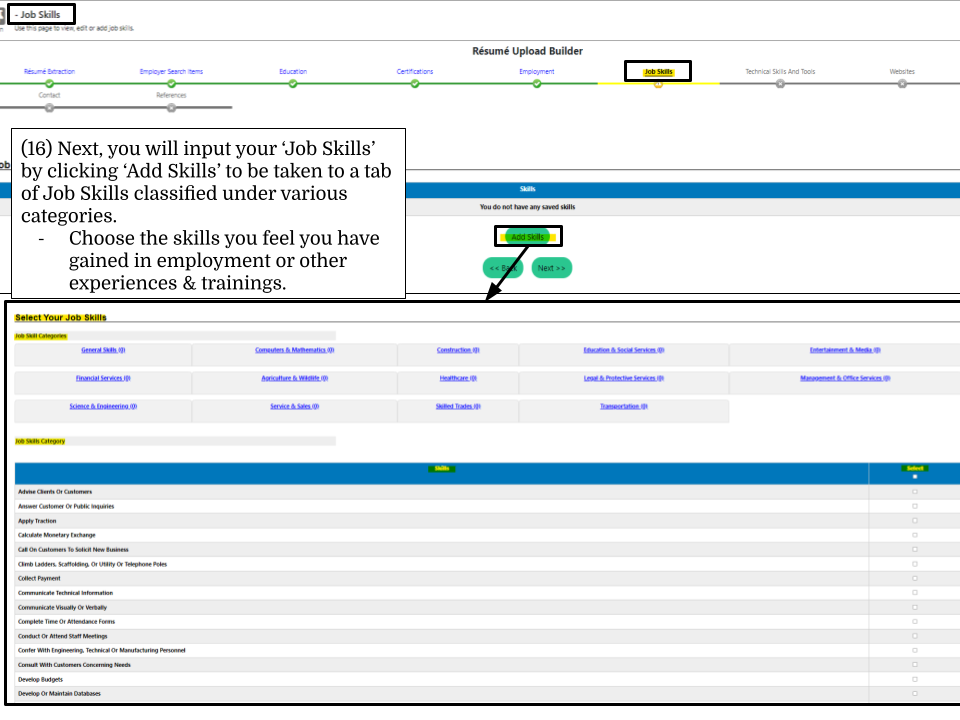 - Job Skills
Use this page to view, edit or add job skills.
Résumé Upload Builder
Résumé Extraction
Employer Search Items
Education
Certifications
Employment
Job Skills
Technical Skills And Tools
Websites
Contact
References
(16) Next, you will input your ‘Job Skills’
by clicking ‘Add Skills’ to be taken to a tab
of Job Skills classified under various
categories.
- Choose the skills you feel you have
gained in employment or other
experiences & trainings.
Skills
You do not have any saved skills
Add Skills
<< Back
Next >>
Select Your Job Skills
Job Skill Categories
General Skills (0)
Computers & Mathematics (0)
Construction (0)
Education & Social Services (0)
Entertainment & Media (0)
Financial Services (0)
Agriculture & Wildlife (0)
Healthcare (0)
Legal & Protective Services (0)
Management & Office Services (0)
Science & Engineering (0)
Service & Sales (0)
Skilled Trades (0)
Transportation (0)
Job Skills Category
Skills
Select
Advise Clients Or Customers
Answer Customer Or Public Inquiries
Apply Traction
Calculate Monetary Exchange
Call On Customers To Solicit New Business
Climb Ladders, Scaffolding, Or Utility Or Telephone Poles
Collect Payment
Communicate Technical Information
Communicate Visually Or Verbally
Complete Time Or Attendance Forms
Conduct Or Attend Staff Meetings
Confer With Engineering, Technical Or Manufacturing Personnel
Consult With Customers Concerning Needs
Develop Budgets
Develop Or Maintain Databases